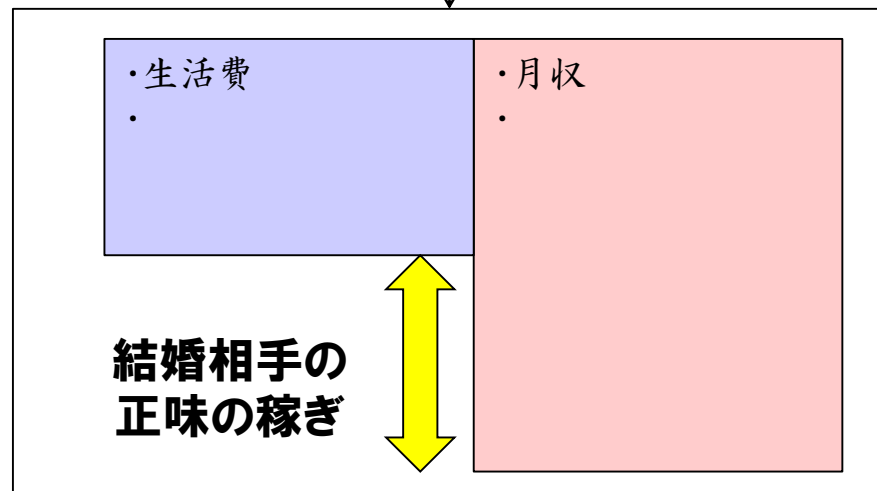 ・生活費
・
・月収
・
結婚相手の
正味の稼ぎ